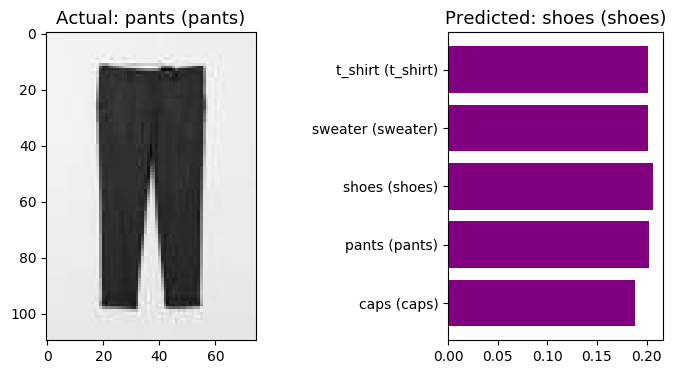 Actual: pants (pants)
0
20
40
60
80
100
0 20 40 60
Predicted: shoes (shoes)
t_shirt (t_shirt)
sweater (sweater)
shoes (shoes)
pants (pants)
caps (caps)
0.00 0.05 0.10 0.15 0.20